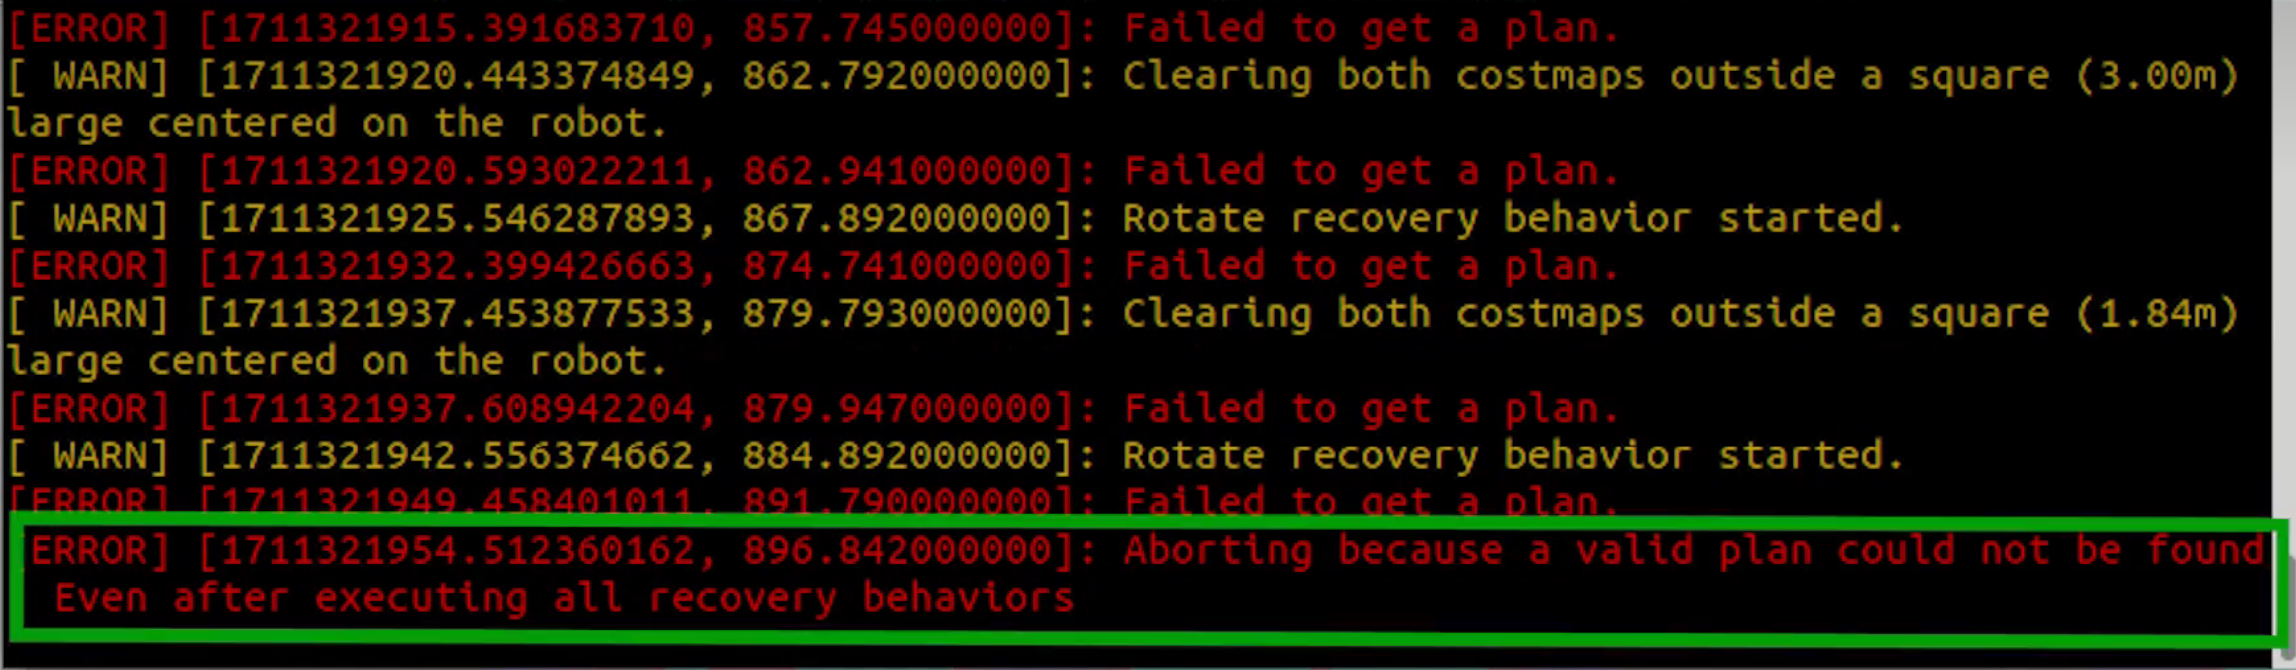 [ERROR] [1711321915.391683710, 857.745000000]: Failed to get a plan.
[ WARN] [1711321920.443374849, 862.792000000]: Clearing both costmaps outside a square (3.00m)
large centered on the robot.
[ERROR] [1711321920.593022211, 862.941000000]: Failed to get a plan.
[ WARN] [1711321925.546287893, 867.892000000]: Rotate recovery behavior started.
[ERROR] [1711321932.399426663, 874.741000000]: Failed to get a plan.
[ WARN] [1711321937.453877533, 879.793000000]: Clearing both costmaps outside a square (1.84m)
large centered on the robot.
[ERROR] [1711321937.608942204, 879.947000000]: Failed to get a plan.
[ WARN] [1711321942.556374662, 884.892000000]: Rotate recovery behavior started.
[ERROR] [1711321949.458401011, 891.790000000]: Failed to get a plan.
ERROR] [1711321954.512360162, 896.842000000]: Aborting because a valid plan could not be found
Even after executing all recovery behaviors